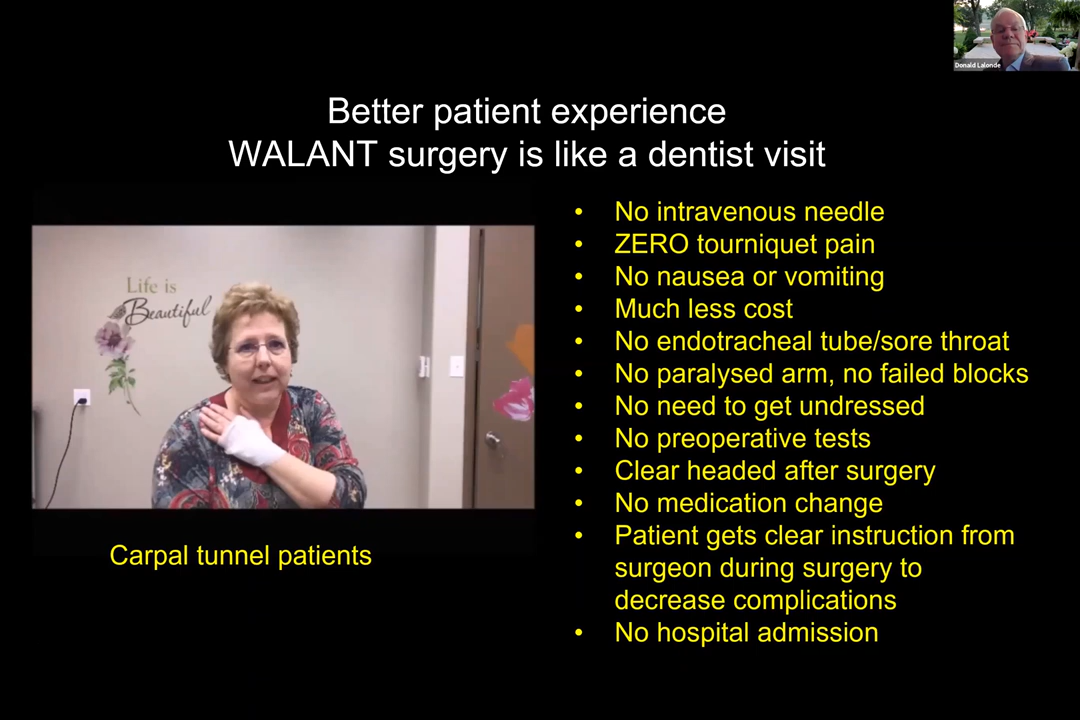 Donald Lalonde
Better patient experience
WALANT surgery is like a dentist visit
Life is
Beautiful
Carpal tunnel patients
• No intravenous needle
• ZERO tourniquet pain
• No nausea or vomiting
• Much less cost
• No endotracheal tube/sore throat
• No paralysed arm, no failed blocks
• No need to get undressed
• No preoperative tests
• Clear headed after surgery
• No medication change
• Patient gets clear instruction from
surgeon during surgery to
decrease complications
• No hospital admission